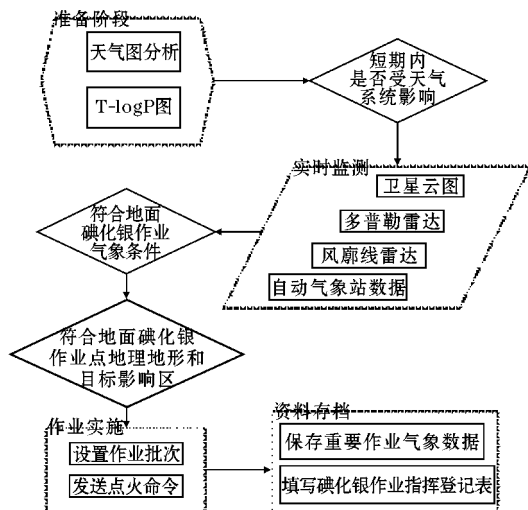 准备阶段
天气图分析
T-logP图
短期内
是否受天气
系统影响
实时监测
卫星云图
多普勒雷达
风廓线雷达
自动气象站数据
符合地面
碘化银作业
气象条件
符合地面碘化银
作业点地理地形和
目标影响区
作业实施
设置作业批次
发送点火命令
资料存档
保存重要作业气象数据
填写碘化银作业指挥登记表